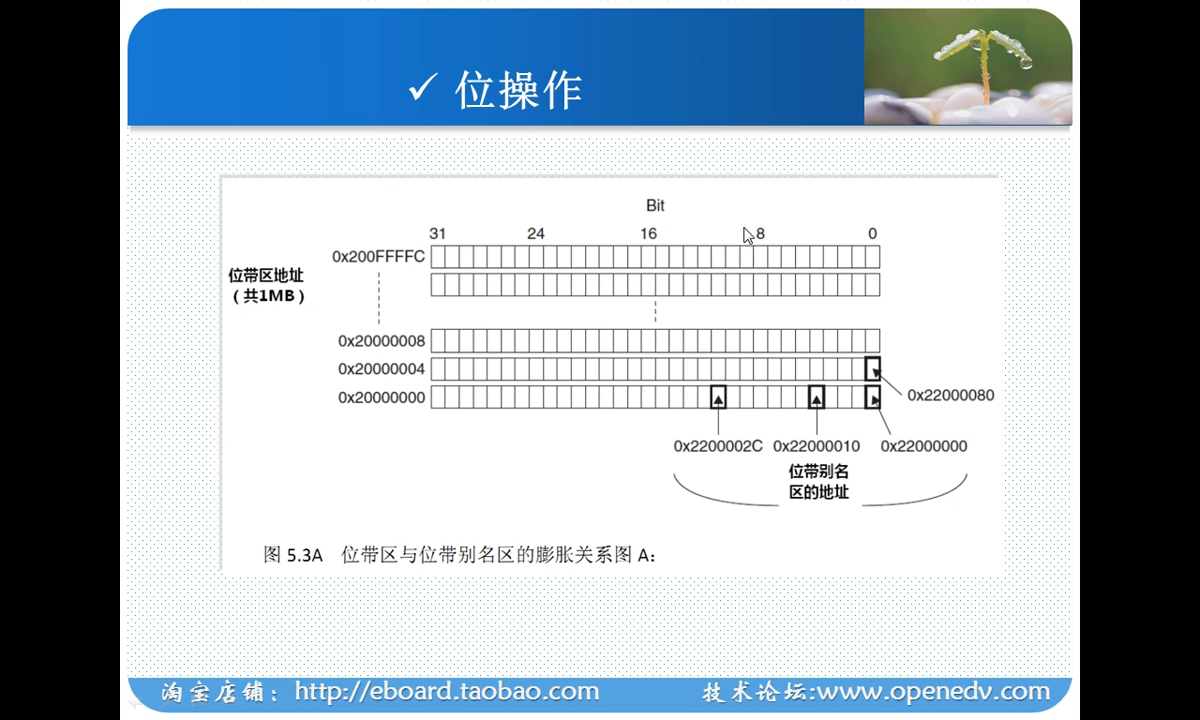 ✓ 位操作
Bit
31 24 16 8 0
0x200FFFFC
位带区地址
（共1MB）
0x20000008
0x20000004
0x20000000
0x22000080
0x2200002C 0x22000010 0x22000000
位带别名
区的地址
图 5.3A 位带区与位带别名区的膨胀关系图 A：
淘宝店铺：http://eboard.taobao.com 技术论坛:www.openedv.com